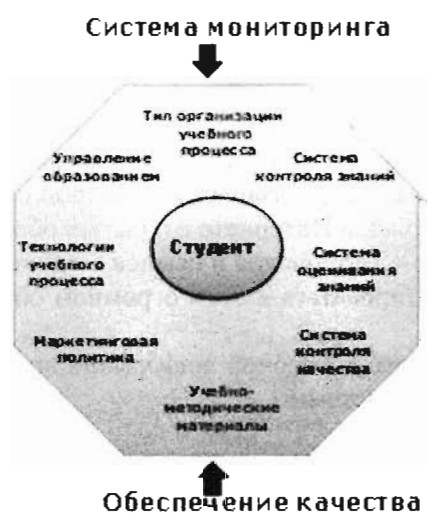 Система мониторинга
Тип организации
учебного
процесса
Управление
образованием
Система
контроля знаний
Студент
Технологии
учебного
процесса
Система
оценивания
знаний
Маркетинговая
политика
Система
контроля
качества
Учебно-
методические
материалы
Обеспечение качества